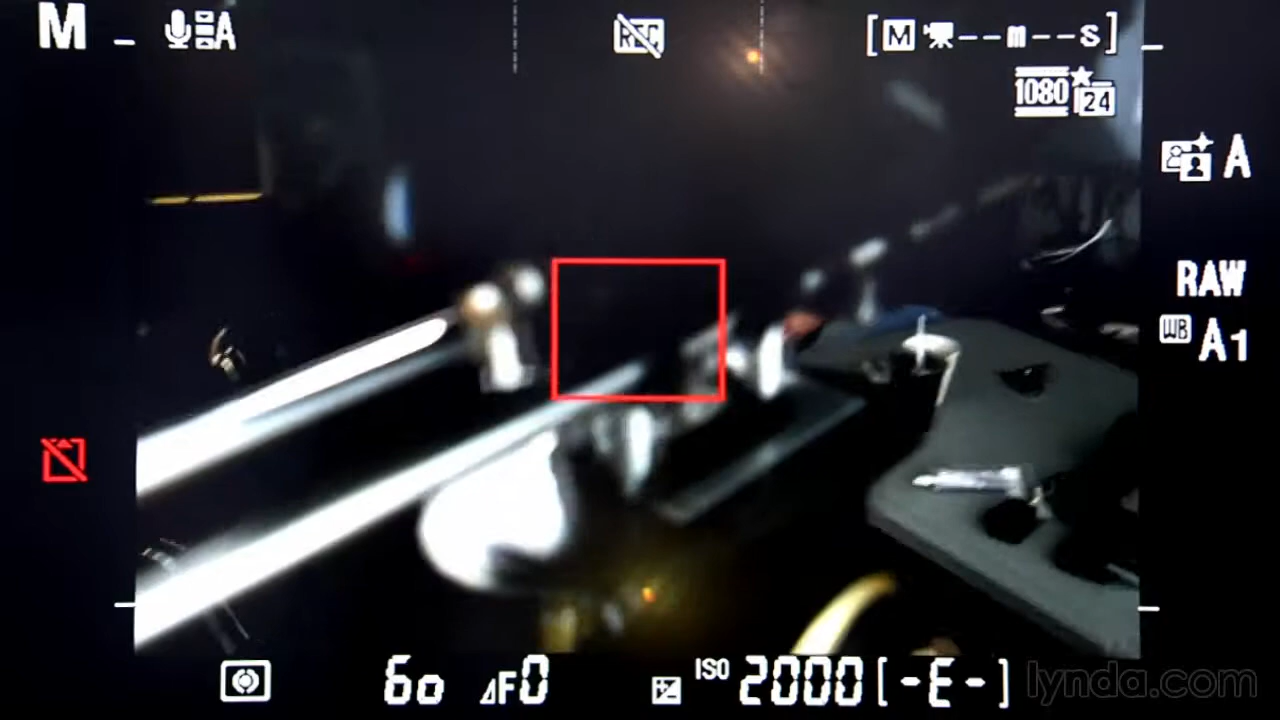 M A REC [M --m--s]
1080 24
A
RAW
WB A1
60 ⊿F0 ISO 2000 [-E-]
lynda.com